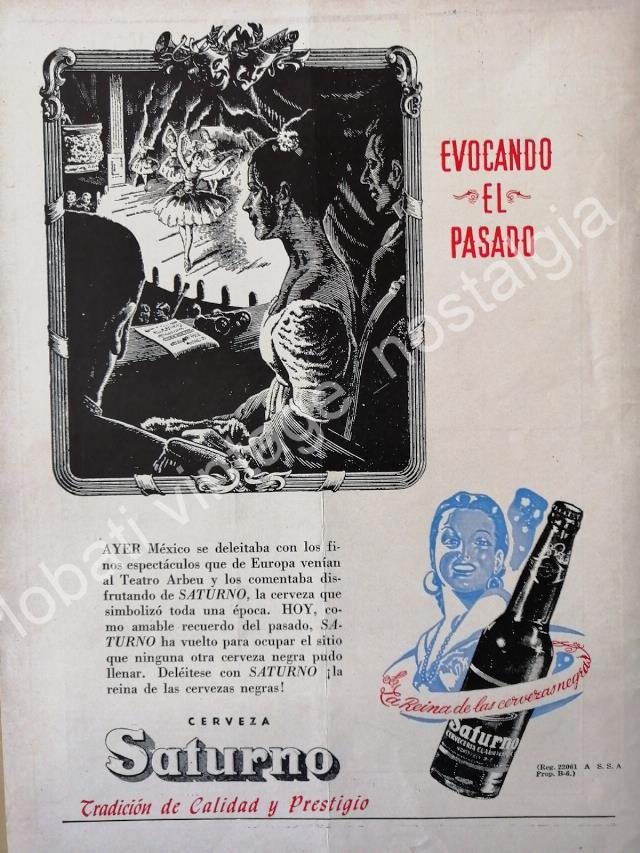 EVOCANDO
EL
PASADO
AYER México se deleitaba con los fi-
nos espectáculos que de Europa venían
al Teatro Arbeu y los comentaba dis-
frutando de SATURNO, la cerveza que
simbolizó toda una época. HOY, co-
mo amable recuerdo del pasado, SA-
TURNO ha vuelto para ocupar el sitio
que ninguna otra cerveza negra pudo
llenar. Deléitese con SATURNO ¡la
reina de las cervezas negras!
CERVEZA
Saturno
Tradición de Calidad y Prestigio
La Reina de las cervezas negras
Saturno
(Reg. 22061 A S. S. A.
Prop. B-6.)
lobati vintage nostalgia